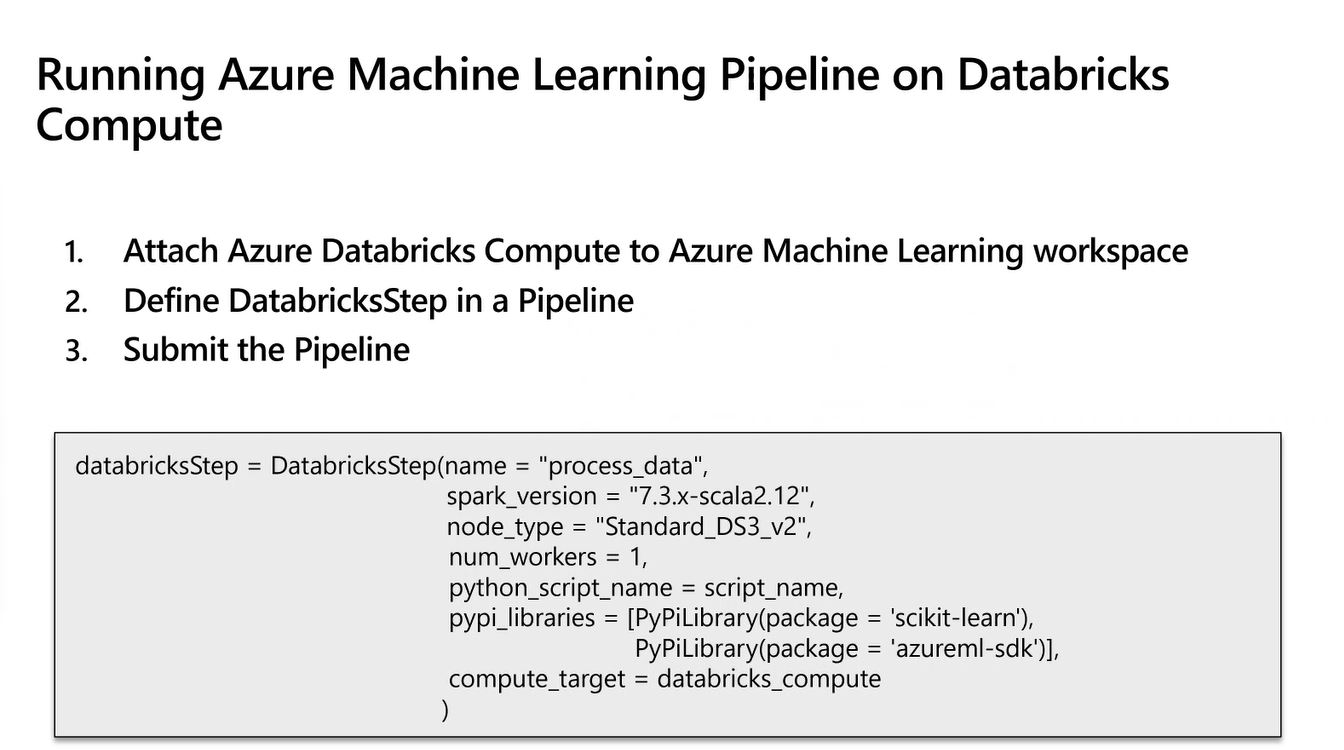 Running Azure Machine Learning Pipeline on Databricks
Compute
1. Attach Azure Databricks Compute to Azure Machine Learning workspace
2. Define DatabricksStep in a Pipeline
3. Submit the Pipeline
databricksStep = DatabricksStep(name = "process_data",
spark_version = "7.3.x-scala2.12",
node_type = "Standard_DS3_v2",
num_workers = 1,
python_script_name = script_name,
pypi_libraries = [PyPiLibrary(package = 'scikit-learn'),
PyPiLibrary(package = 'azureml-sdk')],
compute_target = databricks_compute
)